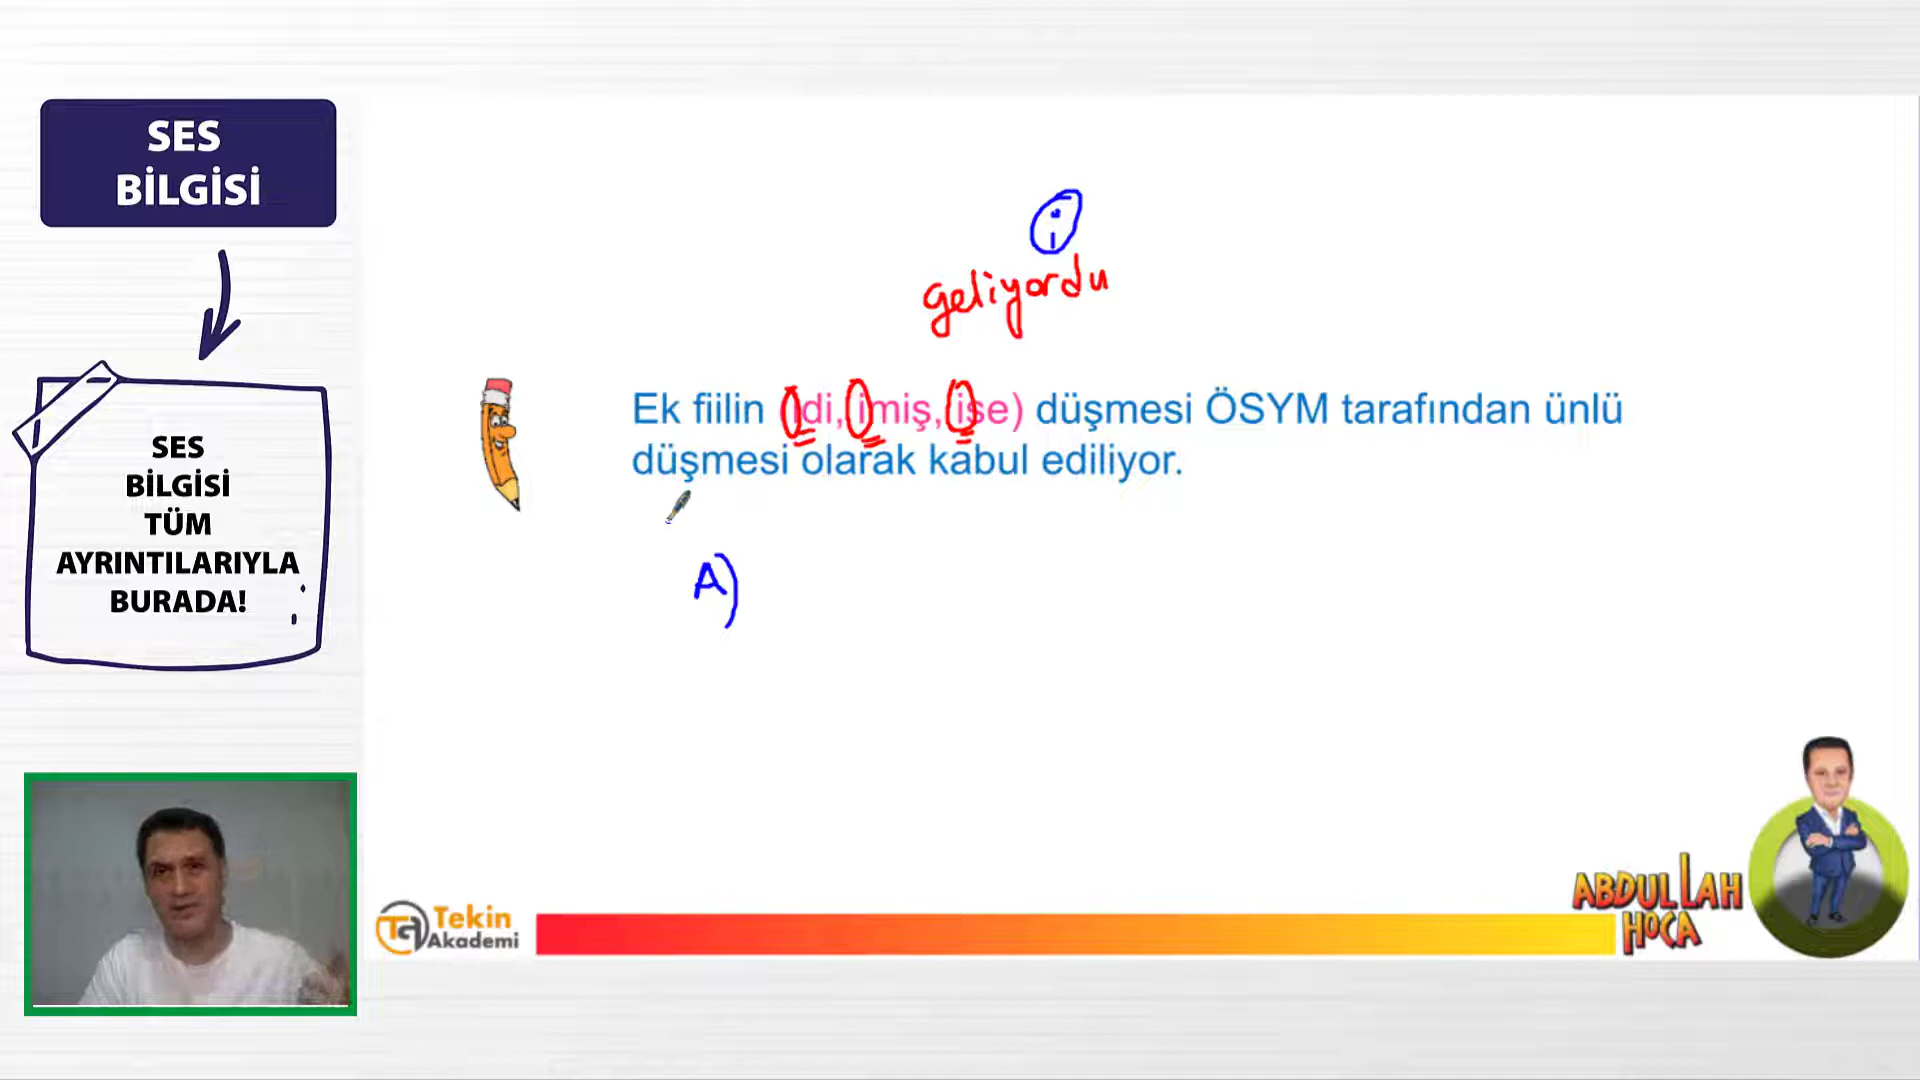 SES
BİLGİSİ
SES
BİLGİSİ
TÜM
AYRINTILARIYLA
BURADA!
i
geliyordu
Ek fiilin (idi, imiş, ise) düşmesi ÖSYM tarafından ünlü
düşmesi olarak kabul ediliyor.
A)
Tekin
Akademi
ABDULLAH
HOCA